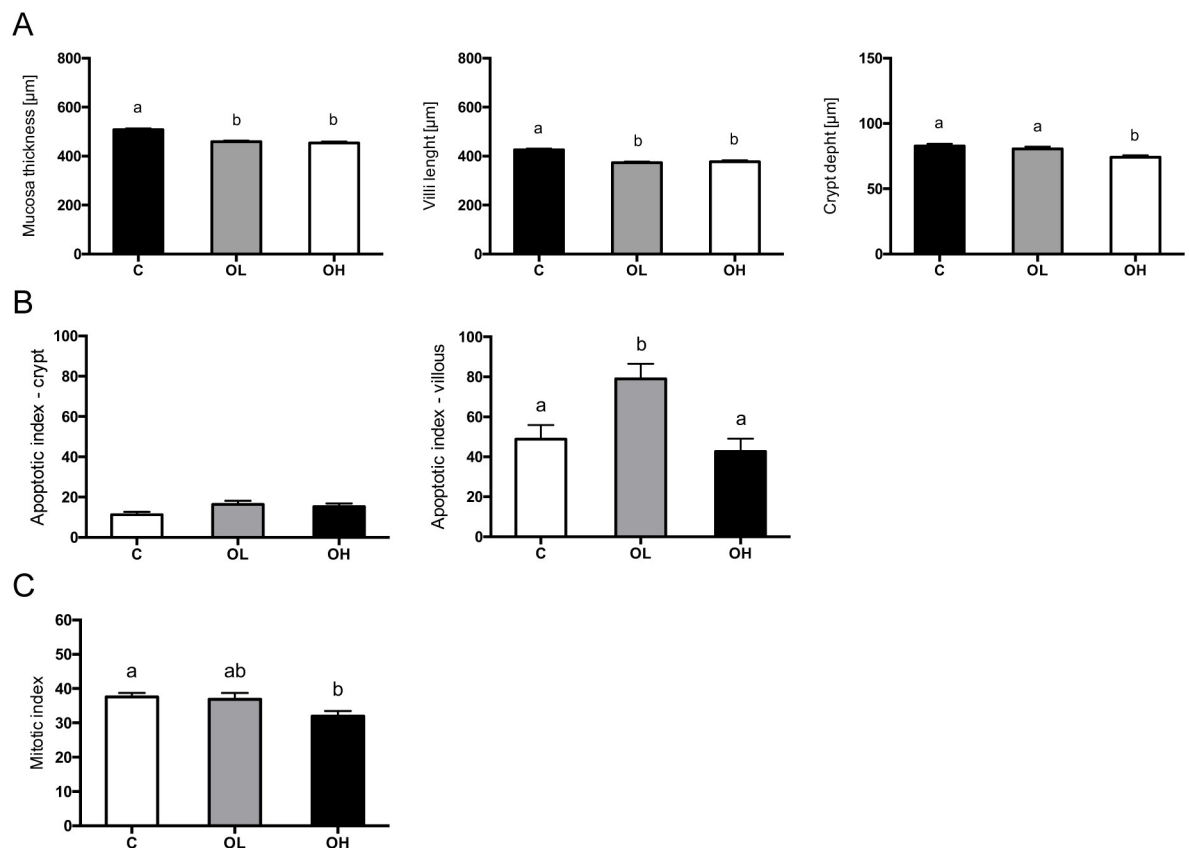 A
Mucosa thickness [µm]
800
600
400
200
0
a
b
b
C
OL
OH
Villi lenght [µm]
800
600
400
200
0
a
b
b
C
OL
OH
Crypt depht [µm]
150
100
50
0
a
a
b
C
OL
OH
B
Apoptotic index - crypt
100
80
60
40
20
0
C
OL
OH
Apoptotic index - villous
100
80
60
40
20
0
a
b
a
C
OL
OH
C
Mitotic index
60
50
40
30
20
10
0
a
ab
b
C
OL
OH